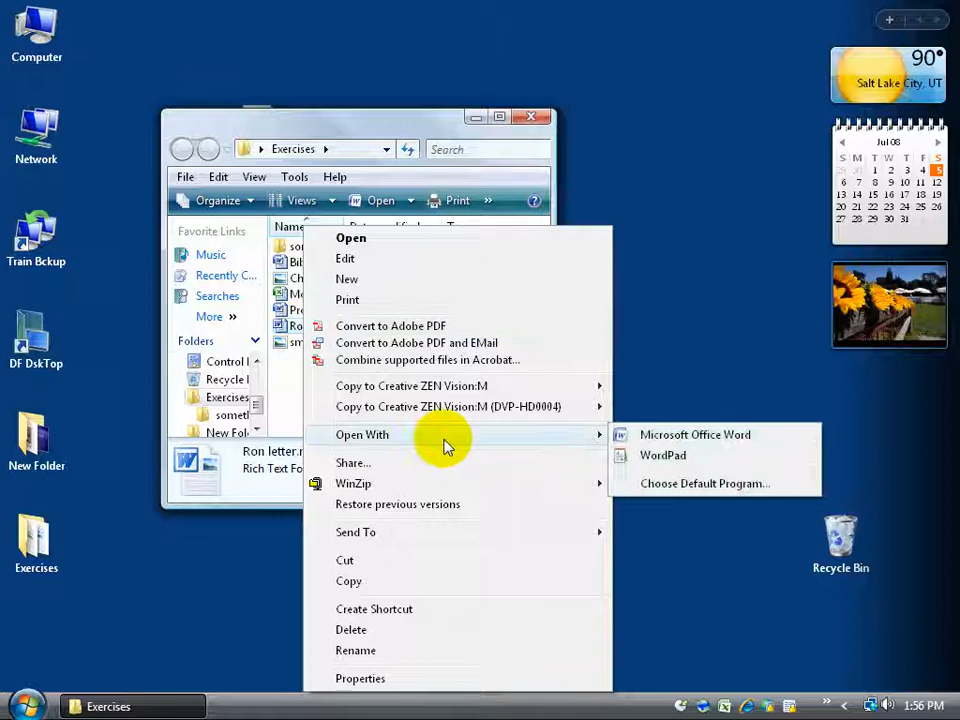 Computer
Network
Train Bckup
DF DskTop
New Folder
Exercises
Exercises
Search
File Edit View Tools Help
Organize Views Open Print »
Favorite Links
Music
Recently C...
Searches
More »
Folders
Control
Recycle
Exercises
someth
New Fold
Name
Ron letter.r
Rich Text Fo
Open
Edit
New
Print
Convert to Adobe PDF
Convert to Adobe PDF and EMail
Combine supported files in Acrobat...
Copy to Creative ZEN Vision:M
Copy to Creative ZEN Vision:M (DVP-HD0004)
Open With
Share...
WinZip
Restore previous versions
Send To
Cut
Copy
Create Shortcut
Delete
Rename
Properties
Microsoft Office Word
WordPad
Choose Default Program...
90°
Salt Lake City, UT
Jul 08
S M T W T F S
29 30 1 2 3 4 5
6 7 8 9 10 11 12
13 14 15 16 17 18 19
20 21 22 23 24 25 26
27 28 29 30 31
Recycle Bin
Exercises
1:56 PM